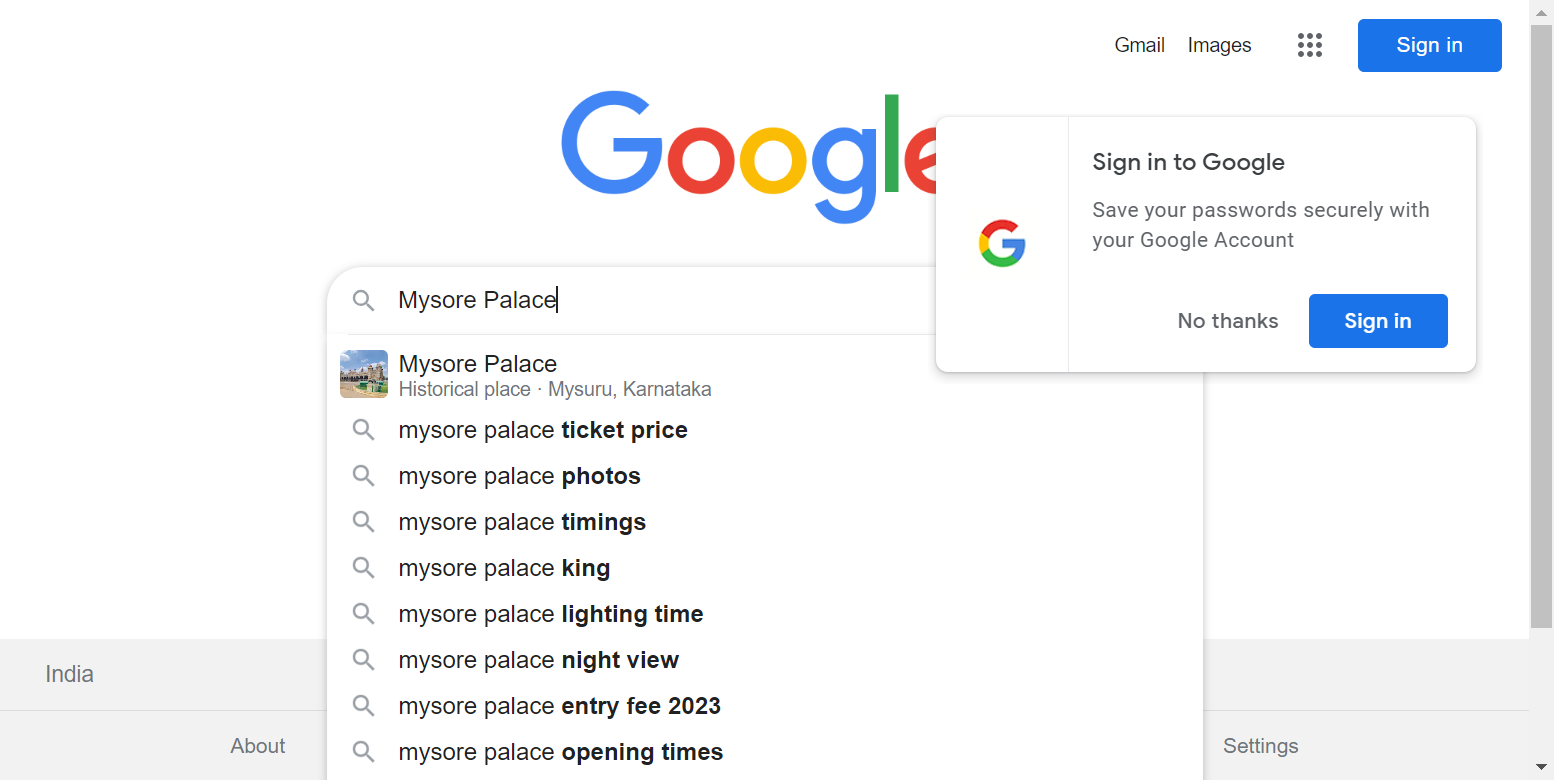 Gmail Images Sign in
Google
Sign in to Google
Save your passwords securely with
your Google Account
No thanks Sign in
Mysore Palace
Mysore Palace
Historical place · Mysuru, Karnataka
mysore palace ticket price
mysore palace photos
mysore palace timings
mysore palace king
mysore palace lighting time
mysore palace night view
mysore palace entry fee 2023
mysore palace opening times
India
About Settings